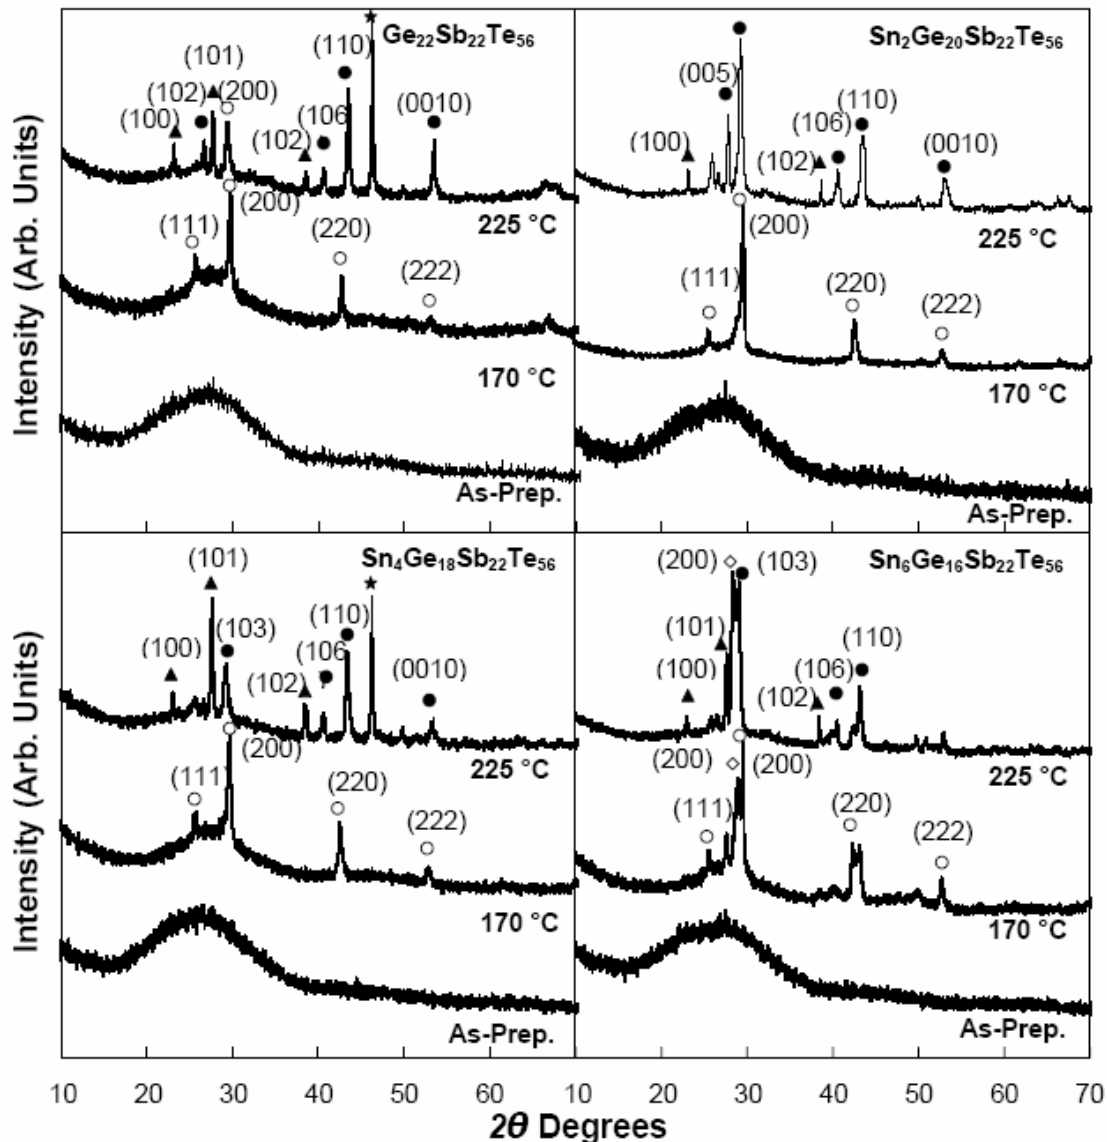 Intensity (Arb. Units)
Ge₂₂Sb₂₂Te₅₆
(110)
(101)
(102)
(200)
(100)
(102)
(106
(0010)
225 °C
(200)
(111)
(220)
(222)
170 °C
As-Prep.
Sn₂Ge₂₀Sb₂₂Te₅₆
(005)
(110)
(106)
(100)
(102)
(0010)
225 °C
(200)
(111)
(220)
(222)
170 °C
As-Prep.
Intensity (Arb. Units)
Sn₄Ge₁₈Sb₂₂Te₅₆
(101)
(110)
(103)
(100)
(106
(102)
(0010)
225 °C
(200)
(111)
(220)
(222)
170 °C
As-Prep.
(200)
(103)
Sn₆Ge₁₆Sb₂₂Te₅₆
(101)
(110)
(100)
(106)
(102)
225 °C
(200)
(200)
(111)
(220)
(222)
170 °C
As-Prep.
10 20 30 40 50 60 10 20 30 40 50 60 70
2θ Degrees